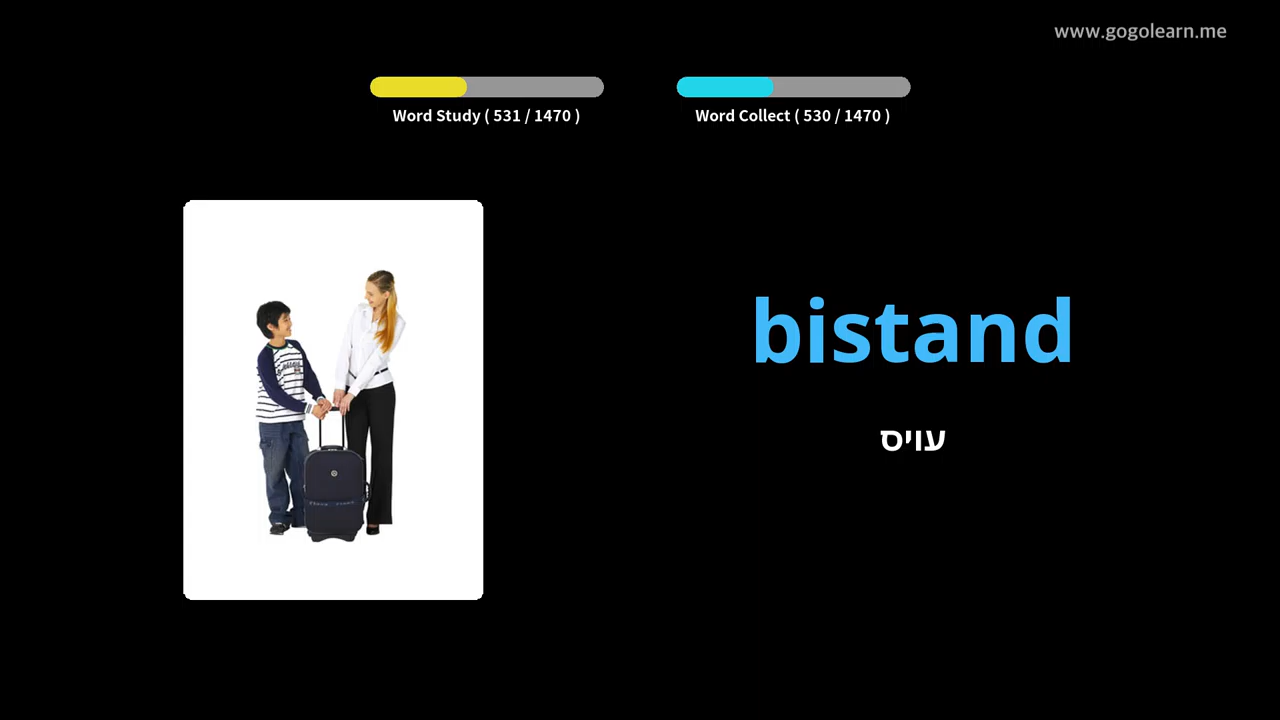 www.gogolearn.me
Word Study ( 531 / 1470 )
Word Collect ( 530 / 1470 )
bistand
עויס